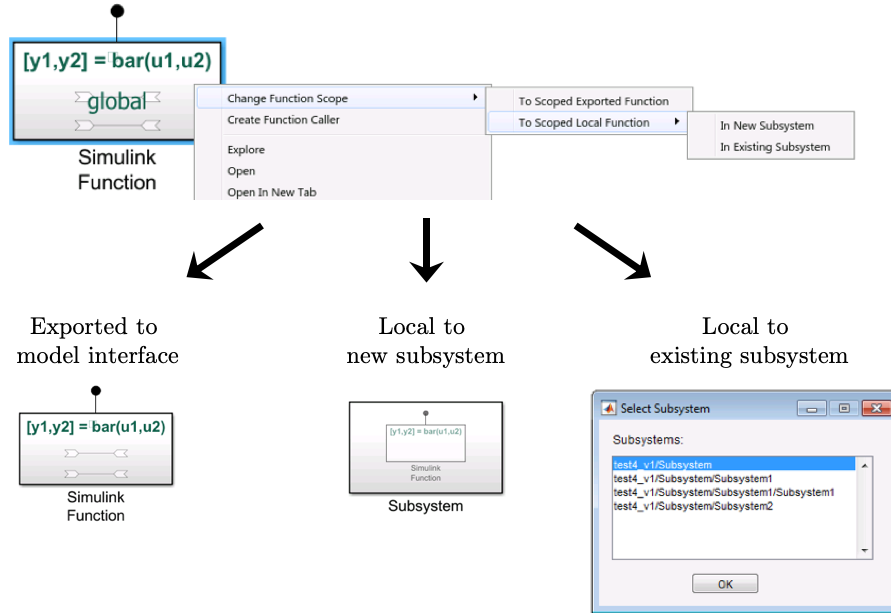 [y1,y2] = bar(u1,u2)
global
Simulink
Function
Change Function Scope
Create Function Caller
Explore
Open
Open In New Tab
To Scoped Exported Function
To Scoped Local Function
In New Subsystem
In Existing Subsystem
Exported to
model interface
Local to
new subsystem
Local to
existing subsystem
[y1,y2] = bar(u1,u2)
Simulink
Function
[y1,y2] = bar(u1,u2)
Simulink
Function
Subsystem
Select Subsystem
Subsystems:
test4_v1/Subsystem
test4_v1/Subsystem/Subsystem1
test4_v1/Subsystem/Subsystem1/Subsystem1
test4_v1/Subsystem/Subsystem2
OK